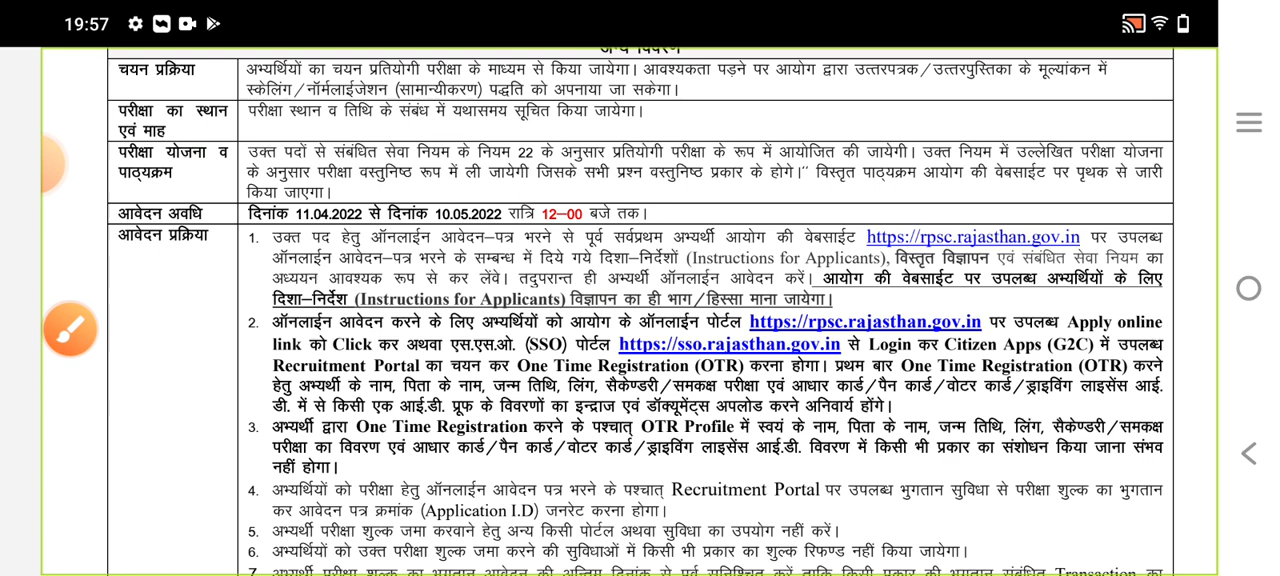 19:57
अन्य विवरण
चयन प्रक्रिया
अभ्यर्थियों का चयन प्रतियोगी परीक्षा के माध्यम से किया जायेगा। आवश्यकता पड़ने पर आयोग द्वारा उत्तरपत्रक/उत्तरपुस्तिका के मूल्यांकन में
स्केलिंग/नॉर्मलाईजेशन (सामान्यीकरण) पद्धति को अपनाया जा सकेगा।
परीक्षा का स्थान
एवं माह
परीक्षा स्थान व तिथि के संबंध में यथासमय सूचित किया जायेगा।
परीक्षा योजना व
पाठ्यक्रम
उक्त पदों से संबंधित सेवा नियम के नियम 22 के अनुसार प्रतियोगी परीक्षा के रूप में आयोजित की जायेगी। उक्त नियम में उल्लेखित परीक्षा योजना
के अनुसार परीक्षा वस्तुनिष्ठ रूप में ली जायेगी जिसके सभी प्रश्न वस्तुनिष्ठ प्रकार के होगे।" विस्तृत पाठ्यक्रम आयोग की वेबसाईट पर पृथक से जारी
किया जाएगा।
आवेदन अवधि
दिनांक 11.04.2022 से दिनांक 10.05.2022 रात्रि 12–00 बजे तक।
आवेदन प्रक्रिया
1. उक्त पद हेतु ऑनलाईन आवेदन–पत्र भरने से पूर्व सर्वप्रथम अभ्यर्थी आयोग की वेबसाईट https://rpsc.rajasthan.gov.in पर उपलब्ध
ऑनलाईन आवेदन–पत्र भरने के सम्बन्ध में दिये गये दिशा–निर्देशों (Instructions for Applicants), विस्तृत विज्ञापन एवं संबंधित सेवा नियम का
अध्ययन आवश्यक रूप से कर लेंवे। तदुपरान्त ही अभ्यर्थी ऑनलाईन आवेदन करें। आयोग की वेबसाईट पर उपलब्ध अभ्यर्थियों के लिए
दिशा–निर्देश (Instructions for Applicants) विज्ञापन का ही भाग/हिस्सा माना जायेगा।
2. ऑनलाईन आवेदन करने के लिए अभ्यर्थियों को आयोग के ऑनलाईन पोर्टल https://rpsc.rajasthan.gov.in पर उपलब्ध Apply online
link को Click कर अथवा एस.एस.ओ. (SSO) पोर्टल https://sso.rajasthan.gov.in से Login कर Citizen Apps (G2C) में उपलब्ध
Recruitment Portal का चयन कर One Time Registration (OTR) करना होगा। प्रथम बार One Time Registration (OTR) करने
हेतु अभ्यर्थी के नाम, पिता के नाम, जन्म तिथि, लिंग, सैकेण्डरी/समकक्ष परीक्षा एवं आधार कार्ड/पैन कार्ड/वोटर कार्ड/ड्राइविंग लाइसेंस आई.
डी. में से किसी एक आई.डी. प्रूफ के विवरणों का इन्द्राज एवं डॉक्यूमेंट्स अपलोड करने अनिवार्य होंगे।
3. अभ्यर्थी द्वारा One Time Registration करने के पश्चात् OTR Profile में स्वयं के नाम, पिता के नाम, जन्म तिथि, लिंग, सैकेण्डरी/समकक्ष
परीक्षा का विवरण एवं आधार कार्ड/पैन कार्ड/वोटर कार्ड/ड्राइविंग लाइसेंस आई.डी. विवरण में किसी भी प्रकार का संशोधन किया जाना संभव
नहीं होगा।
4. अभ्यर्थियों को परीक्षा हेतु ऑनलाईन आवेदन पत्र भरने के पश्चात् Recruitment Portal पर उपलब्ध भुगतान सुविधा से परीक्षा शुल्क का भुगतान
कर आवेदन पत्र क्रमांक (Application I.D) जनरेट करना होगा।
5. अभ्यर्थी परीक्षा शुल्क जमा करवाने हेतु अन्य किसी पोर्टल अथवा सुविधा का उपयोग नहीं करें।
6. अभ्यर्थियों को उक्त परीक्षा शुल्क जमा करने की सुविधाओं में किसी भी प्रकार का शुल्क रिफण्ड नहीं किया जायेगा।
7. अभ्यर्थी परीक्षा शुल्क का भुगतान आवेदन की अन्तिम दिनांक से पूर्व सुनिश्चित करें ताकि किसी प्रकार की भुगतान संबंधित Transaction का